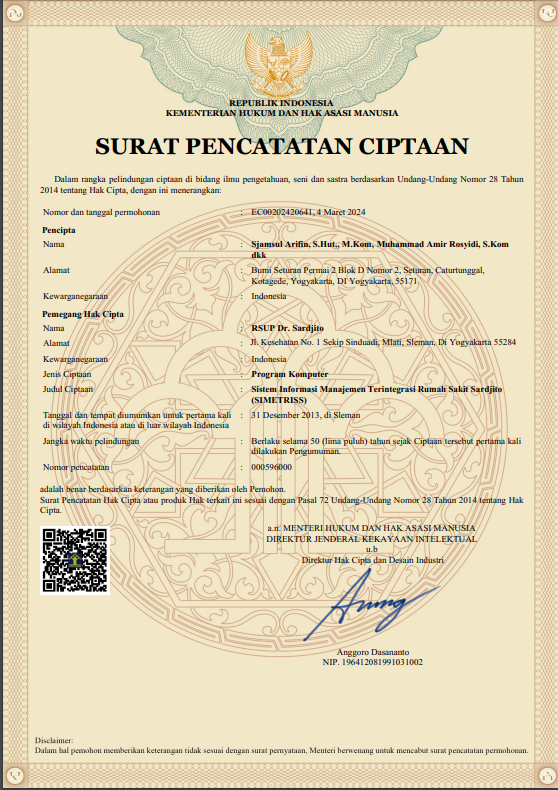 REPUBLIK INDONESIA
KEMENTERIAN HUKUM DAN HAK ASASI MANUSIA
SURAT PENCATATAN CIPTAAN
Dalam rangka pelindungan ciptaan di bidang ilmu pengetahuan, seni dan sastra berdasarkan Undang-Undang Nomor 28 Tahun
2014 tentang Hak Cipta, dengan ini menerangkan:
Nomor dan tanggal permohonan : EC00202420641, 4 Maret 2024
Pencipta
Nama : Sjamsul Arifin, S.Hut., M.Kom, Muhammad Amir Rosyidi, S.Kom
dkk
Alamat : Bumi Seturan Permai 2 Blok D Nomor 2, Seturan, Caturtunggal,
Kotagede, Yogyakarta, DI Yogyakarta, 55171
Kewarganegaraan : Indonesia
Pemegang Hak Cipta
Nama : RSUP Dr. Sardjito
Alamat : Jl. Kesehatan No. 1 Sekip Sinduadi, Mlati, Sleman, Di Yogyakarta 55284
Kewarganegaraan : Indonesia
Jenis Ciptaan : Program Komputer
Judul Ciptaan : Sistem Informasi Manajemen Terintegrasi Rumah Sakit Sardjito
(SIMETRISS)
Tanggal dan tempat diumumkan untuk pertama kali : 31 Desember 2013, di Sleman
di wilayah Indonesia atau di luar wilayah Indonesia
Jangka waktu pelindungan : Berlaku selama 50 (lima puluh) tahun sejak Ciptaan tersebut pertama kali
dilakukan Pengumuman.
Nomor pencatatan : 000596000
adalah benar berdasarkan keterangan yang diberikan oleh Pemohon.
Surat Pencatatan Hak Cipta atau produk Hak terkait ini sesuai dengan Pasal 72 Undang-Undang Nomor 28 Tahun 2014 tentang Hak
Cipta.
a.n. MENTERI HUKUM DAN HAK ASASI MANUSIA
DIREKTUR JENDERAL KEKAYAAN INTELEKTUAL
u.b
Direktur Hak Cipta dan Desain Industri
Anggoro Dasananto
NIP. 196412081991031002
Disclaimer:
Dalam hal pemohon memberikan keterangan tidak sesuai dengan surat pernyataan, Menteri berwenang untuk mencabut surat pencatatan permohonan.